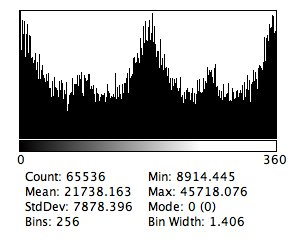 0 360
Count: 65536 Min: 8914.445
Mean: 21738.163 Max: 45718.076
StdDev: 7878.396 Mode: 0 (0)
Bins: 256 Bin Width: 1.406